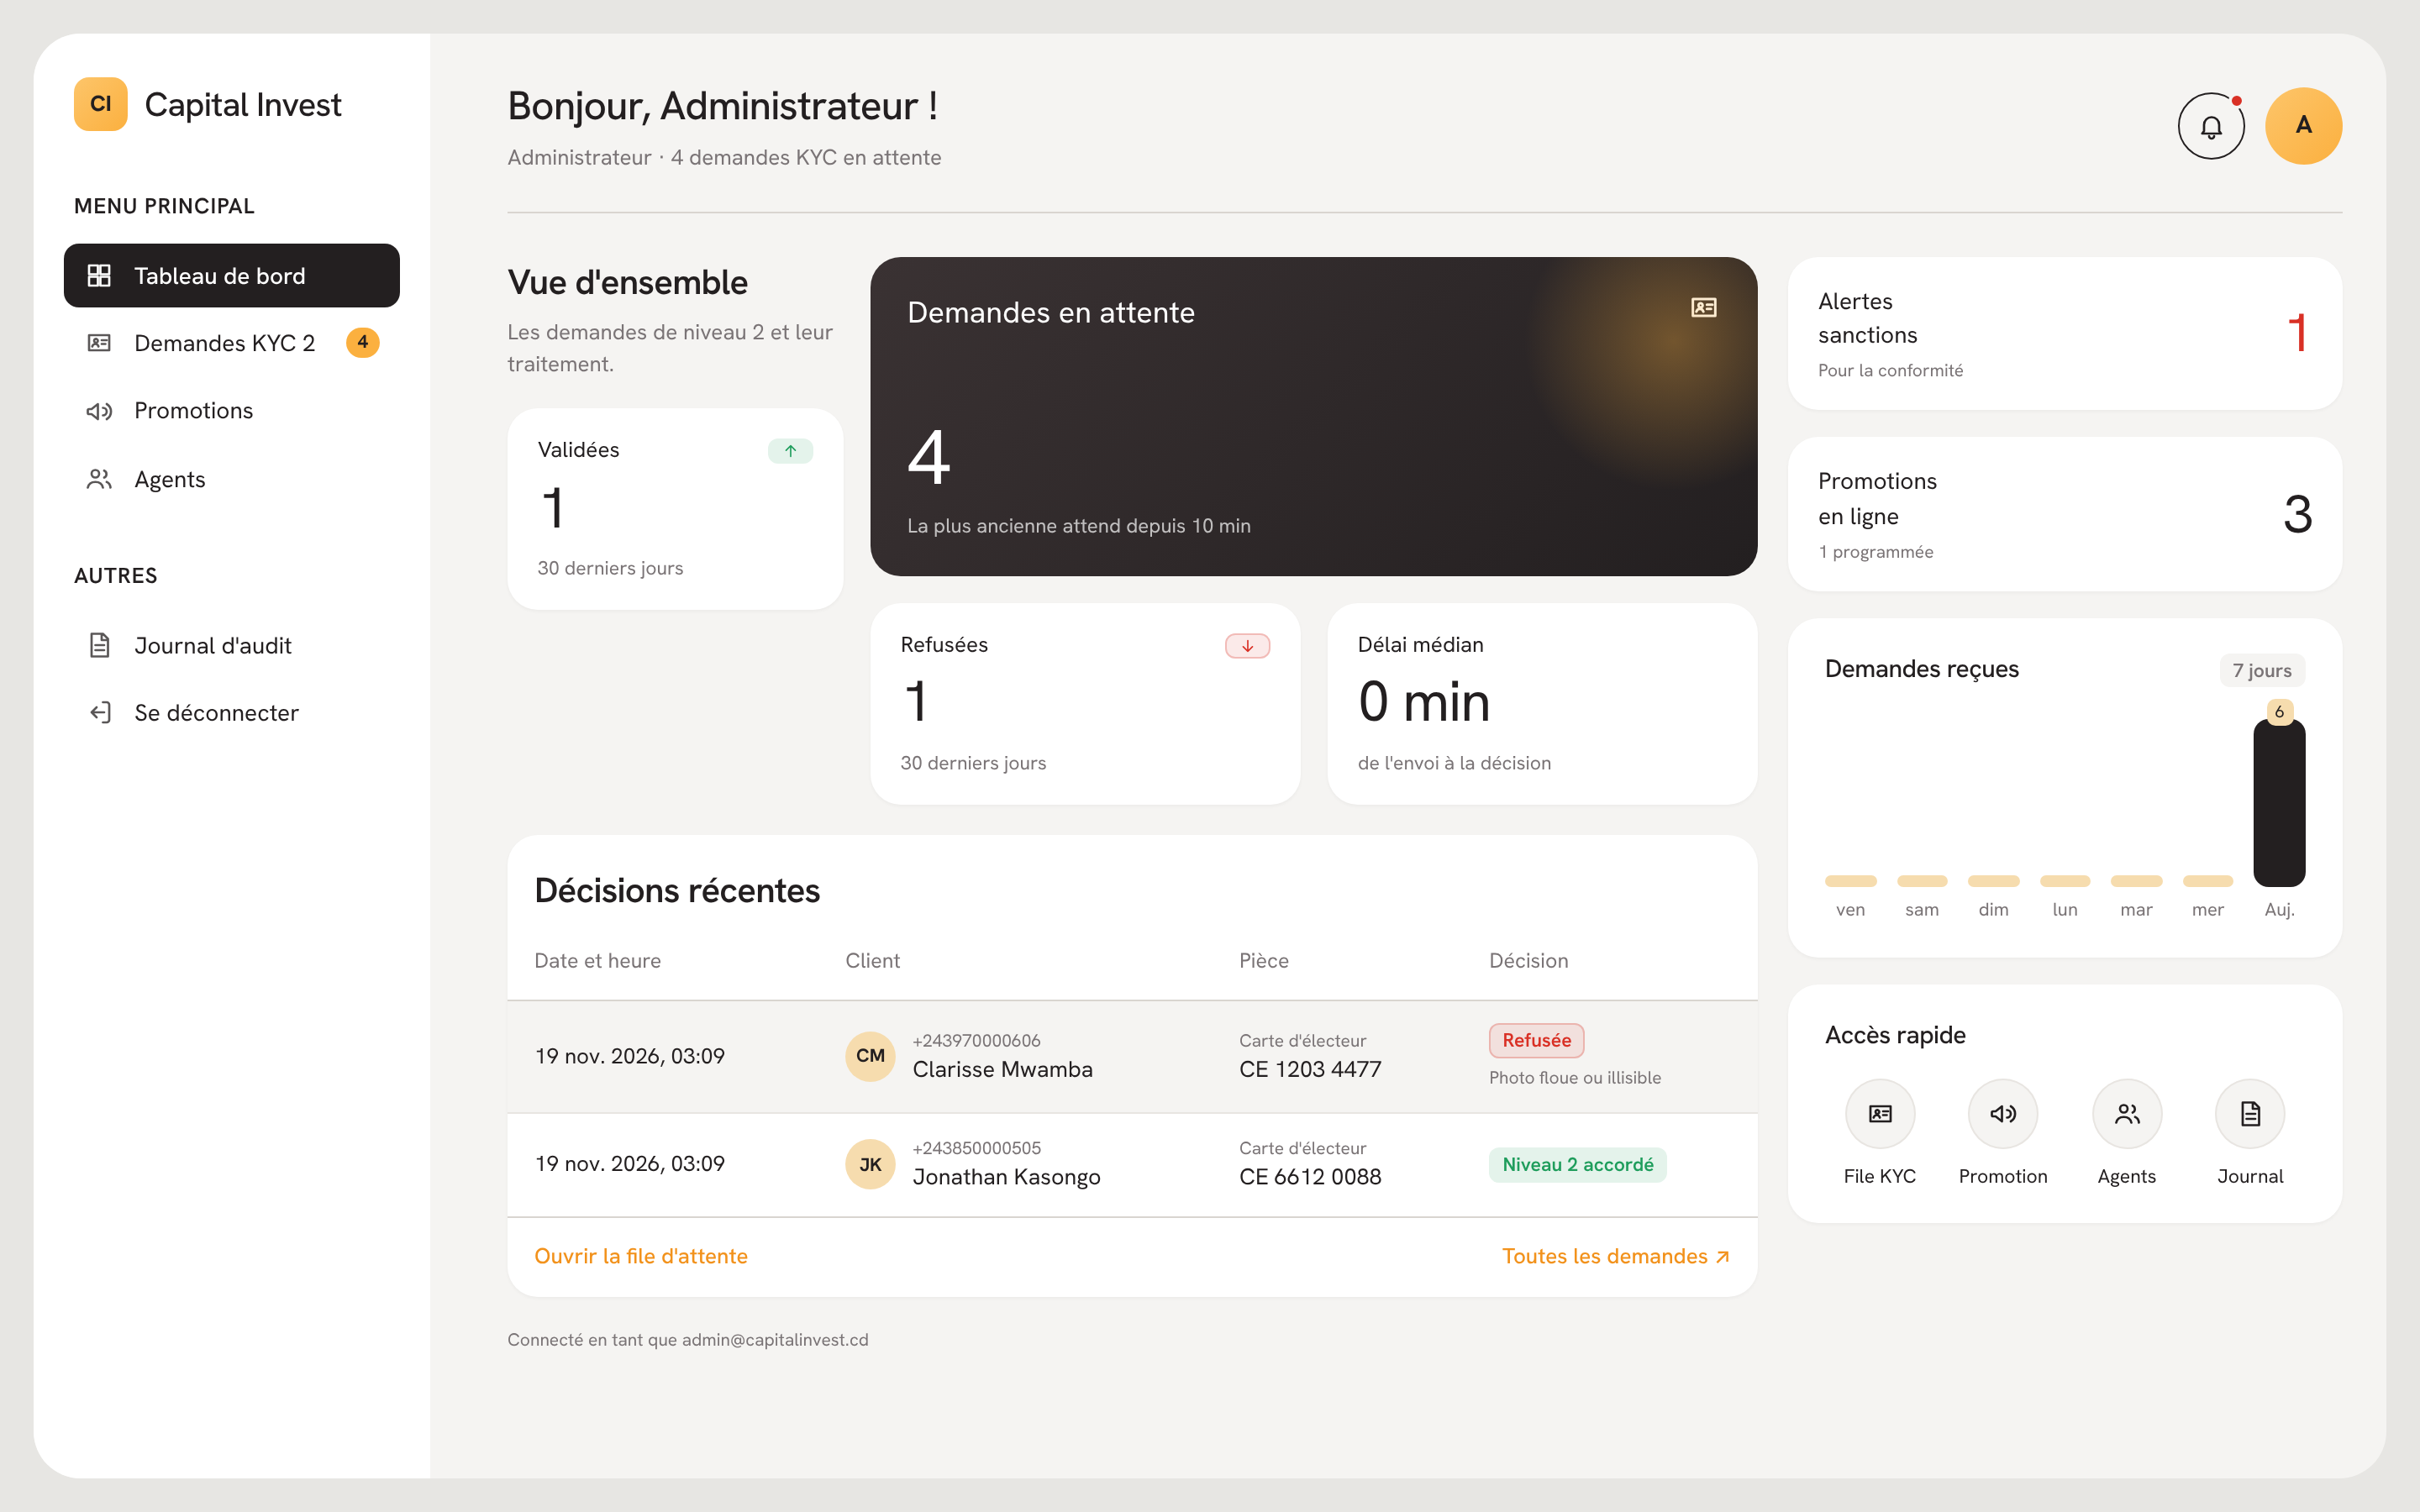 CI
Capital Invest
MENU PRINCIPAL
Tableau de bord
Demandes KYC 2
4
Promotions
Agents
AUTRES
Journal d'audit
Se déconnecter
Bonjour, Administrateur !
Administrateur · 4 demandes KYC en attente
A
Vue d'ensemble
Les demandes de niveau 2 et leur
traitement.
Validées
1
30 derniers jours
Demandes en attente
4
La plus ancienne attend depuis 10 min
Refusées
1
30 derniers jours
Délai médian
0 min
de l'envoi à la décision
Alertes
sanctions
Pour la conformité
1
Promotions
en ligne
1 programmée
3
Demandes reçues
7 jours
6
ven sam dim lun mar mer Auj.
Accès rapide
File KYC Promotion Agents Journal
Décisions récentes
Date et heure Client Pièce Décision
19 nov. 2026, 03:09
CM
+243970000606
Clarisse Mwamba
Carte d'électeur
CE 1203 4477
Refusée
Photo floue ou illisible
19 nov. 2026, 03:09
JK
+243850000505
Jonathan Kasongo
Carte d'électeur
CE 6612 0088
Niveau 2 accordé
Ouvrir la file d'attente
Toutes les demandes
Connecté en tant que admin@capitalinvest.cd